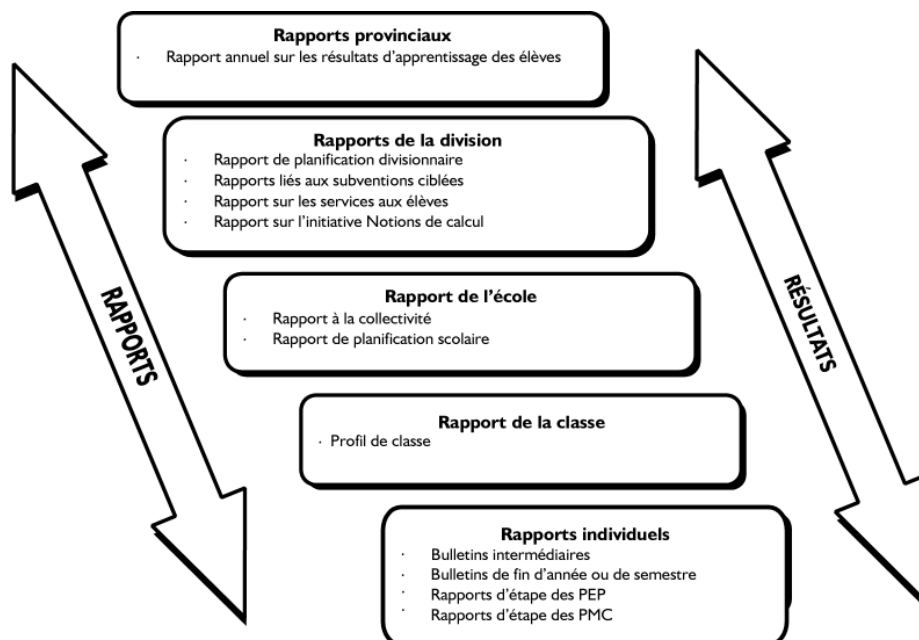 Rapports provinciaux
· Rapport annuel sur les résultats d'apprentissage des élèves
Rapports de la division
· Rapport de planification divisionnaire
· Rapports liés aux subventions ciblées
· Rapport sur les services aux élèves
· Rapport sur l'initiative Notions de calcul
RAPPORTS
Rapport de l'école
· Rapport à la collectivité
· Rapport de planification scolaire
RÉSULTATS
Rapport de la classe
· Profil de classe
Rapports individuels
· Bulletins intermédiaires
· Bulletins de fin d'année ou de semestre
· Rapports d'étape des PEP
· Rapports d'étape des PMC